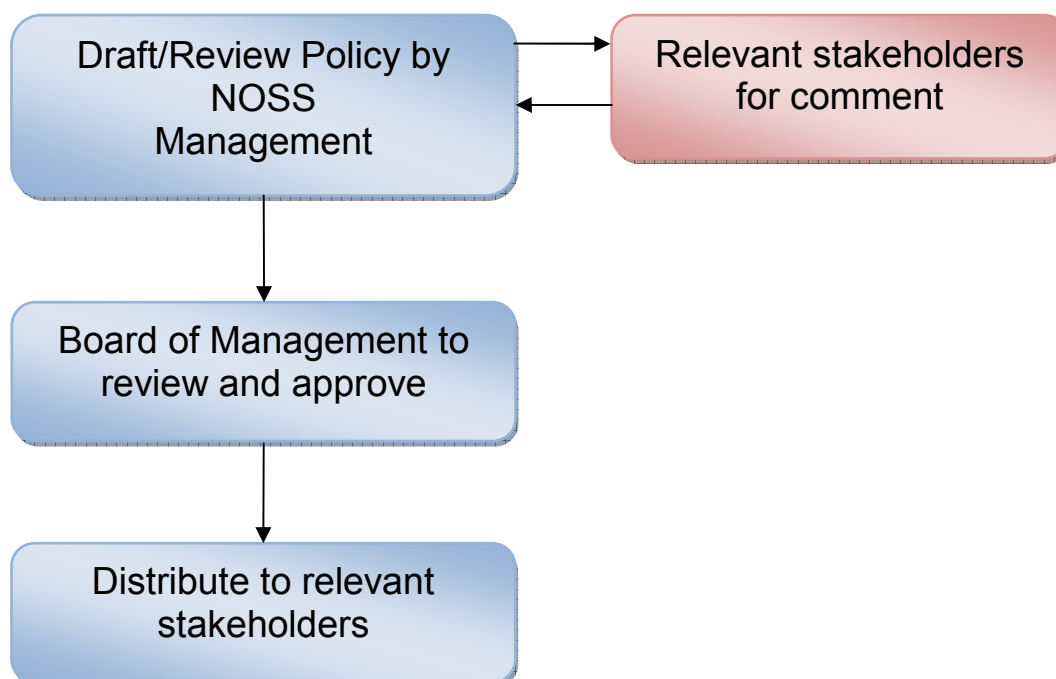 Draft/Review Policy by
NOSS
Management
Relevant stakeholders
for comment
Board of Management to
review and approve
Distribute to relevant
stakeholders